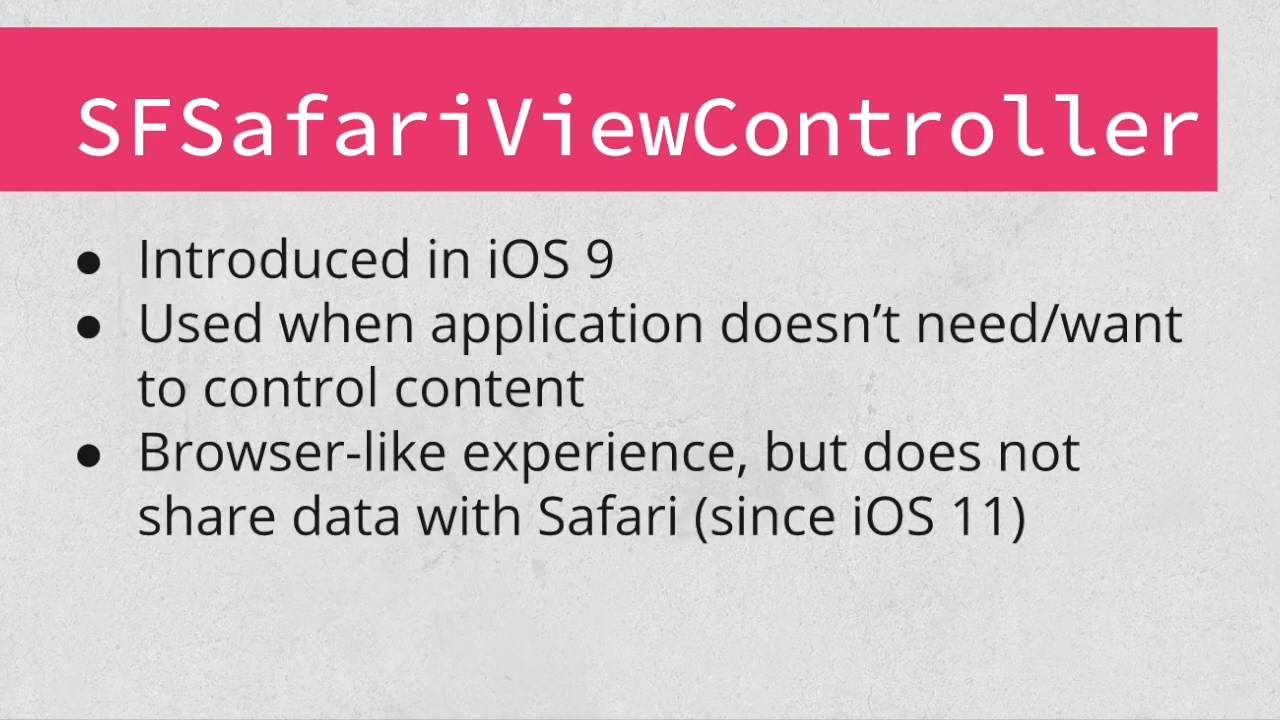 SFSafariViewController
● Introduced in iOS 9
● Used when application doesn’t need/want
to control content
● Browser-like experience, but does not
share data with Safari (since iOS 11)